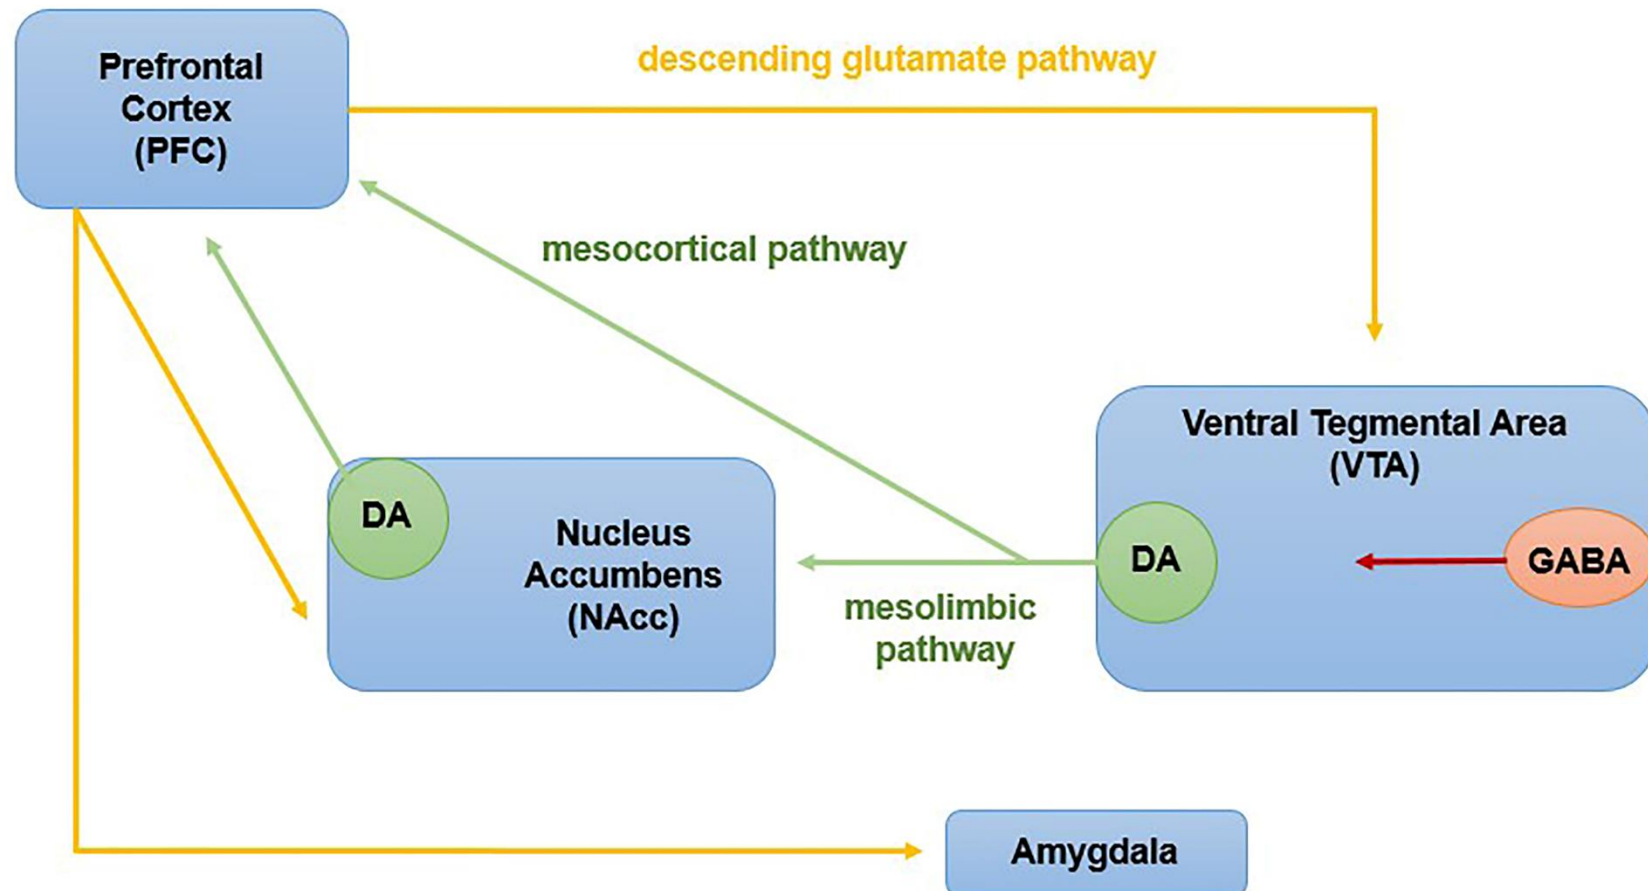 Prefrontal
Cortex
(PFC)
descending glutamate pathway
mesocortical pathway
Ventral Tegmental Area
(VTA)
DA
Nucleus
Accumbens
(NAcc)
DA
GABA
mesolimbic
pathway
Amygdala